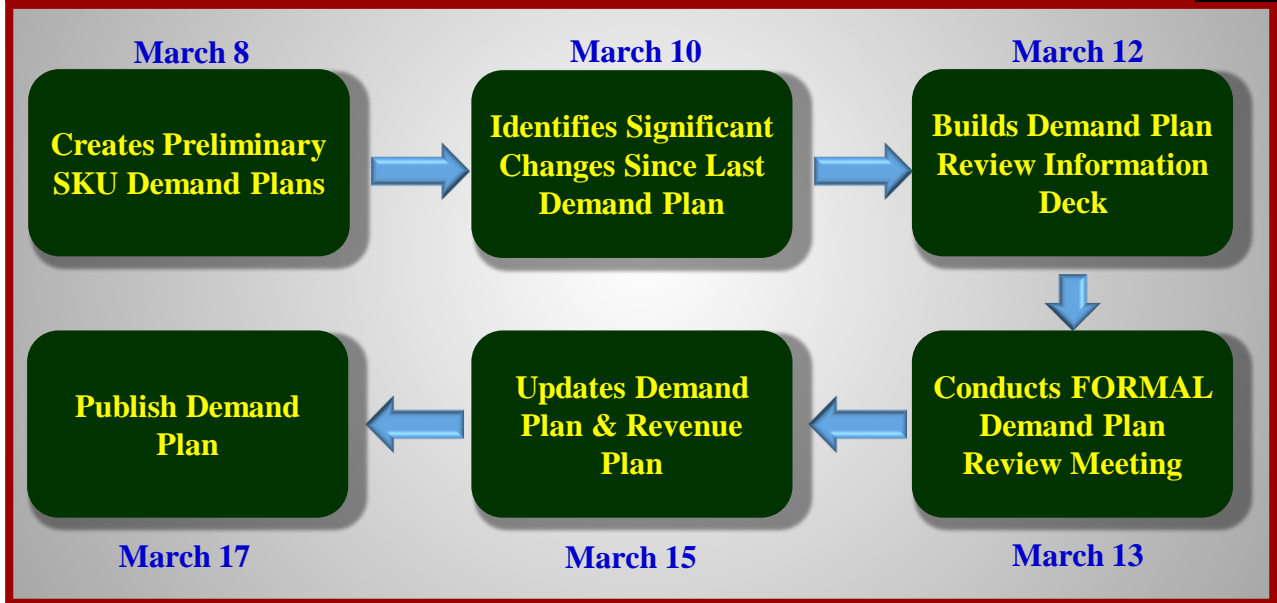 March 8
Creates Preliminary
SKU Demand Plans
March 10
Identifies Significant
Changes Since Last
Demand Plan
March 12
Builds Demand Plan
Review Information
Deck
Conducts FORMAL
Demand Plan
Review Meeting
March 13
Updates Demand
Plan & Revenue
Plan
March 15
Publish Demand
Plan
March 17